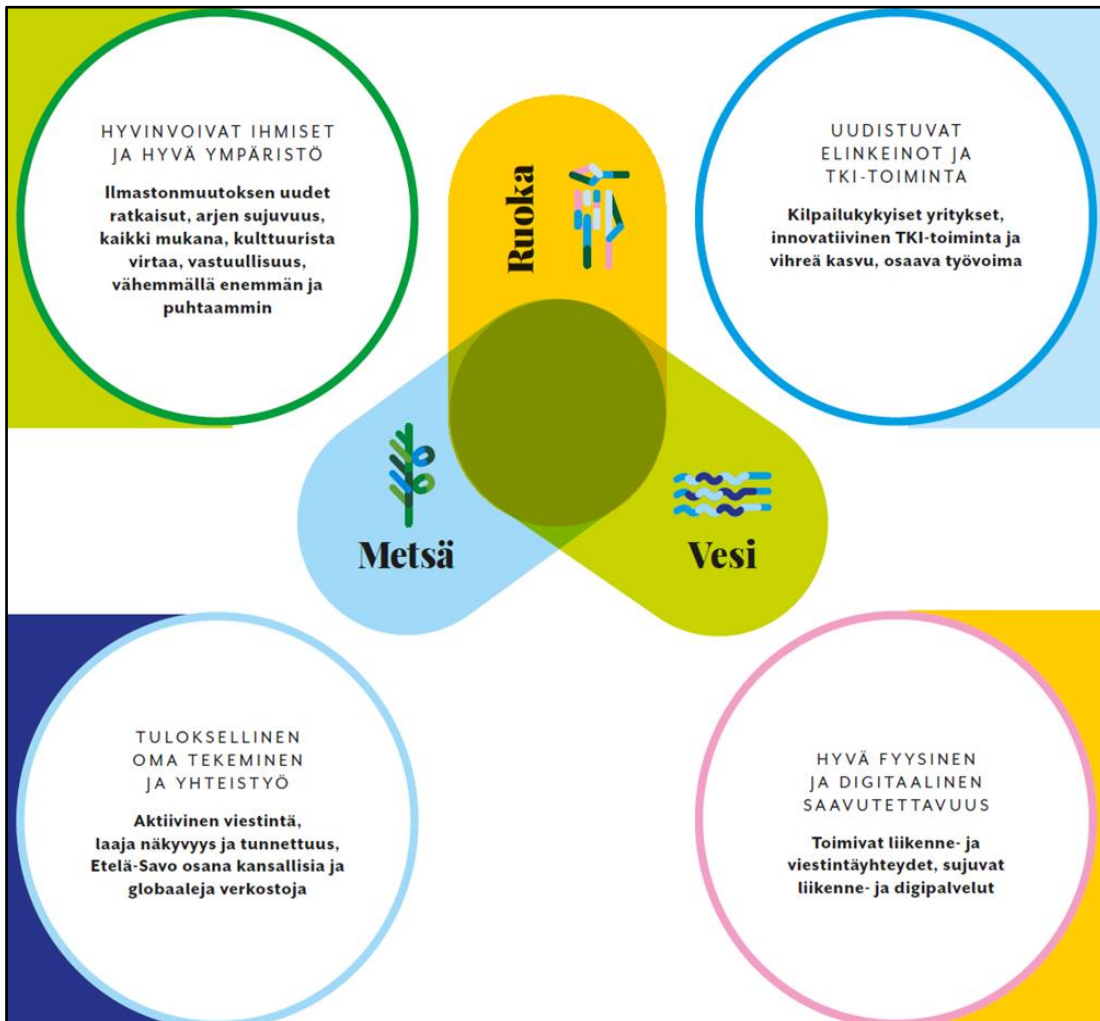 HYVINVOIVAT IHMISET
JA HYVÄ YMPÄRISTÖ
Ilmastonmuutoksen uudet
ratkaisut, arjen sujuvuus,
kaikki mukana, kulttuurista
virtaa, vastuullisuus,
vähemmällä enemmän ja
puhtaammin
Ruoka
UUDISTUVAT
ELINKEINOT JA
TKI-TOIMINTA
Kilpailukykyiset yritykset,
innovatiivinen TKI-toiminta ja
vihreä kasvu, osaava työvoima
Metsä
Vesi
TULOKSELLINEN
OMA TEKEMINEN
JA YHTEISTYÖ
Aktiivinen viestintä,
laaja näkyvyys ja tunnettuus,
Etelä-Savo osana kansallisia ja
globaaleja verkostoja
HYVÄ FYYSINEN
JA DIGITAALINEN
SAAVUTETTAVUUS
Toimivat liikenne- ja
viestintäyhteydet, sujuvat
liikenne- ja digipalvelut